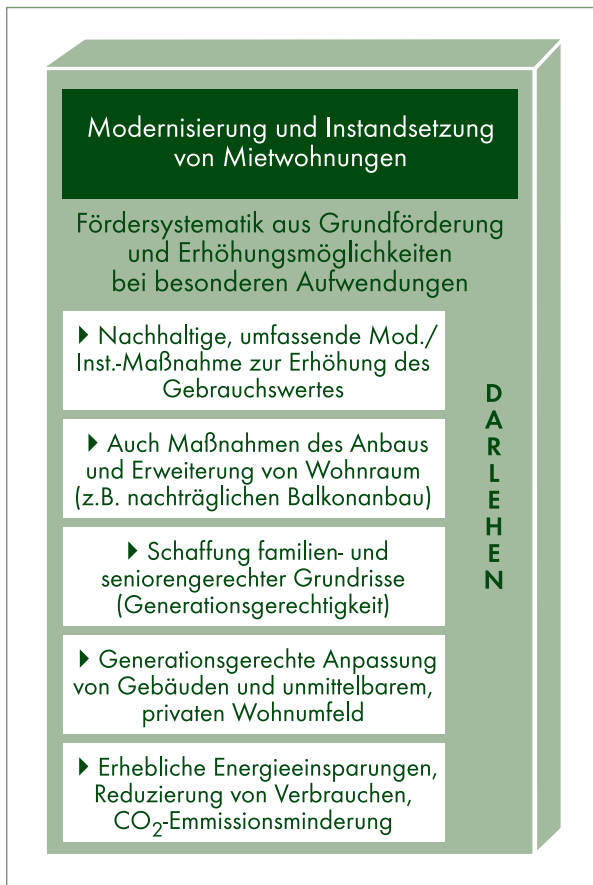 Modernisierung und Instandsetzung
von Mietwohnungen
Fördersystematik aus Grundförderung
und Erhöhungsmöglichkeiten
bei besonderen Aufwendungen
▶ Nachhaltige, umfassende Mod./
Inst.-Maßnahme zur Erhöhung des
Gebrauchswertes
▶ Auch Maßnahmen des Anbaus
und Erweiterung von Wohnraum
(z.B. nachträglichen Balkonanbau)
▶ Schaffung familien- und
seniorengerechter Grundrisse
(Generationsgerechtigkeit)
▶ Generationsgerechte Anpassung
von Gebäuden und unmittelbarem,
privaten Wohnumfeld
▶ Erhebliche Energieeinsparungen,
Reduzierung von Verbrauchen,
CO₂-Emmissionsminderung
DARLEHEN